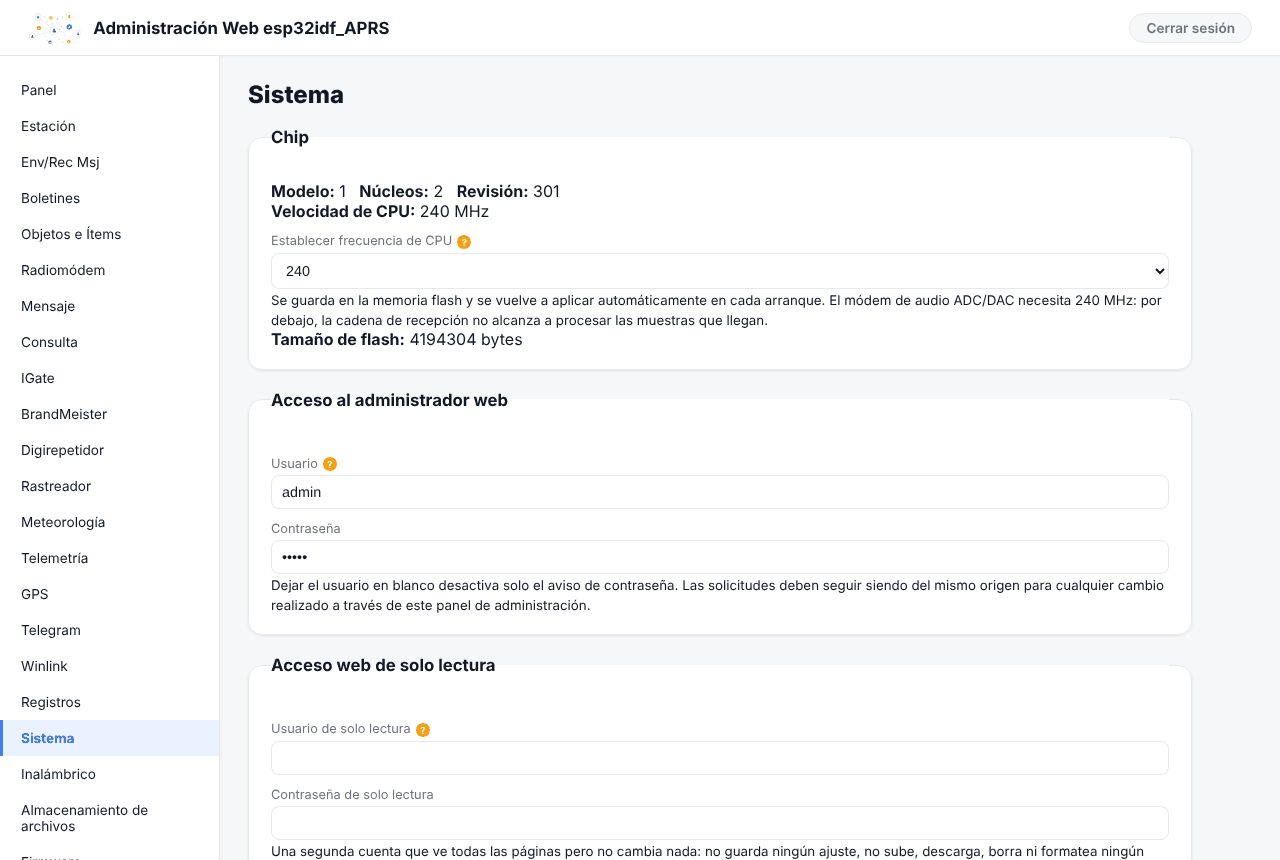 Administración Web esp32idf_APRS
Cerrar sesión
Panel
Estación
Env/Rec Msj
Boletines
Objetos e Ítems
Radiomódem
Mensaje
Consulta
IGate
BrandMeister
Digirepetidor
Rastreador
Meteorología
Telemetría
GPS
Telegram
Winlink
Registros
Sistema
Inalámbrico
Almacenamiento de
archivos
Sistema
Chip
Modelo: 1 Núcleos: 2 Revisión: 301
Velocidad de CPU: 240 MHz
Establecer frecuencia de CPU ?
240
Se guarda en la memoria flash y se vuelve a aplicar automáticamente en cada arranque. El módem de audio ADC/DAC necesita 240 MHz: por
debajo, la cadena de recepción no alcanza a procesar las muestras que llegan.
Tamaño de flash: 4194304 bytes
Acceso al administrador web
Usuario ?
admin
Contraseña
•••••
Dejar el usuario en blanco desactiva solo el aviso de contraseña. Las solicitudes deben seguir siendo del mismo origen para cualquier cambio
realizado a través de este panel de administración.
Acceso web de solo lectura
Usuario de solo lectura ?
Contraseña de solo lectura
Una segunda cuenta que ve todas las páginas pero no cambia nada: no guarda ningún ajuste, no sube, descarga, borra ni formatea ningún